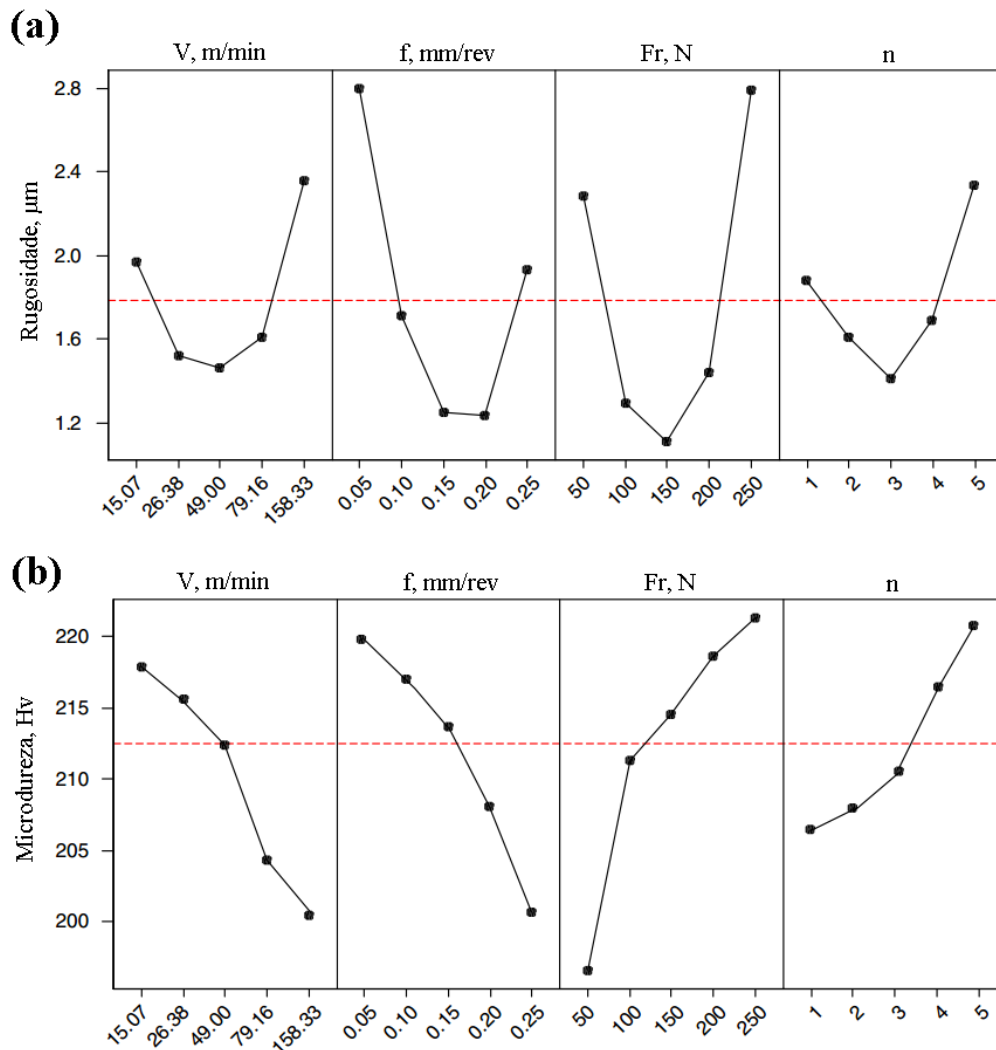 (a)
V, m/min f, mm/rev Fr, N n
Rugosidade, µm
2.8
2.4
2.0
1.6
1.2
15.07 26.38 49.00 79.16 158.33 0.05 0.10 0.15 0.20 0.25 50 100 150 200 250 1 2 3 4 5
(b)
V, m/min f, mm/rev Fr, N n
Microdureza, Hv
220
215
210
205
200
15.07 26.38 49.00 79.16 158.33 0.05 0.10 0.15 0.20 0.25 50 100 150 200 250 1 2 3 4 5